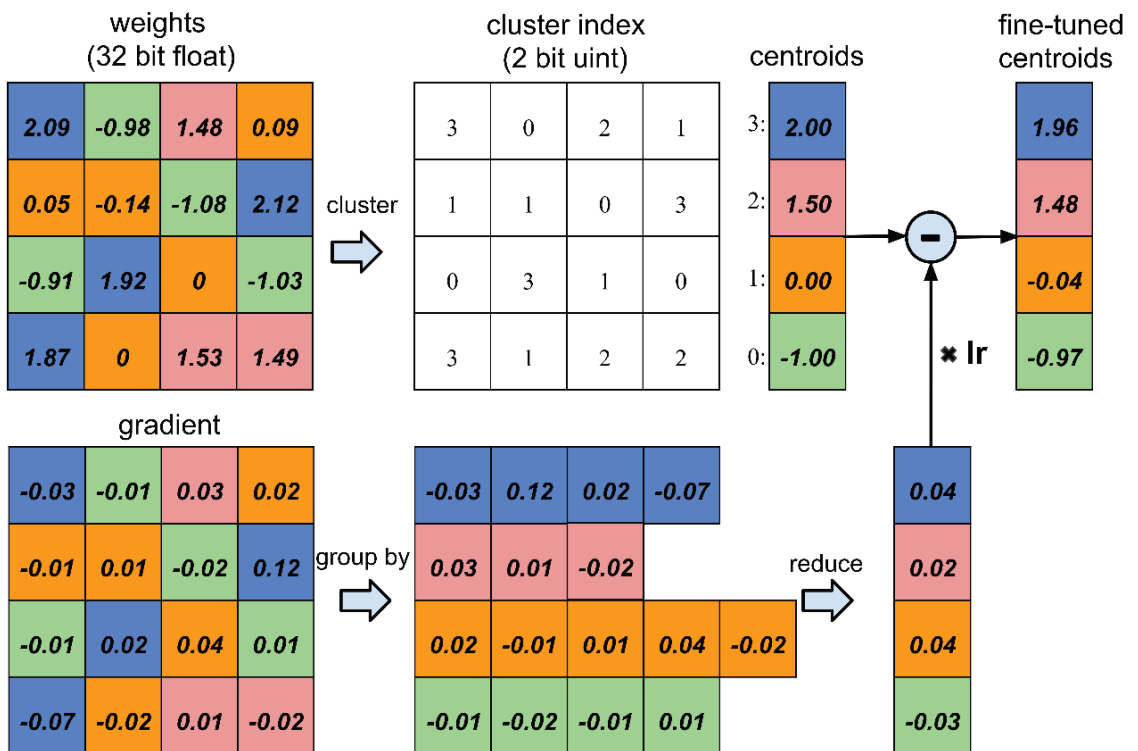 weights
(32 bit float)
cluster index
(2 bit uint)
centroids
fine-tuned
centroids
2.09 -0.98 1.48 0.09
3 0 2 1
3: 2.00
1.96
0.05 -0.14 -1.08 2.12
cluster
1 1 0 3
2: 1.50
1.48
-
-0.91 1.92 0 -1.03
0 3 1 0
1: 0.00
-0.04
1.87 0 1.53 1.49
3 1 2 2
0: -1.00
× lr
-0.97
gradient
-0.03 -0.01 0.03 0.02
-0.03 0.12 0.02 -0.07
0.04
-0.01 0.01 -0.02 0.12
group by
0.03 0.01 -0.02
reduce
0.02
-0.01 0.02 0.04 0.01
0.02 -0.01 0.01 0.04 -0.02
0.04
-0.07 -0.02 0.01 -0.02
-0.01 -0.02 -0.01 0.01
-0.03